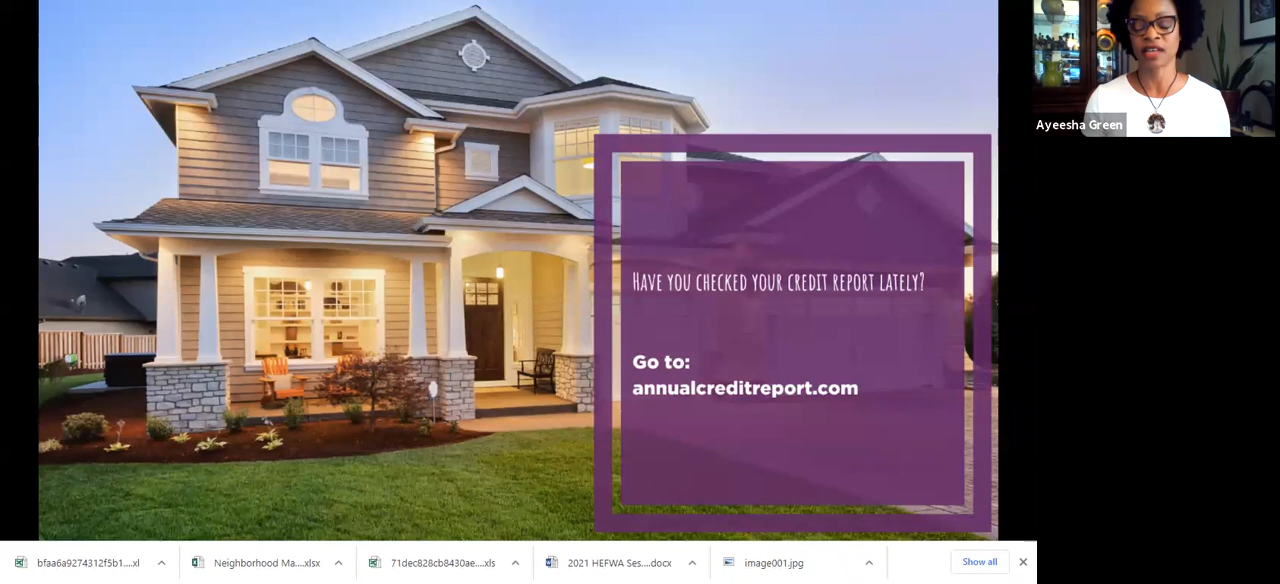 Ayeesha Green
Have you checked your credit report lately?
Go to:
annualcreditreport.com
bfaa6a9274312f5b1....xl
Neighborhood Ma....xlsx
71dec828cb8430ae....xls
2021 HEFWA Ses....docx
image001.jpg
Show all